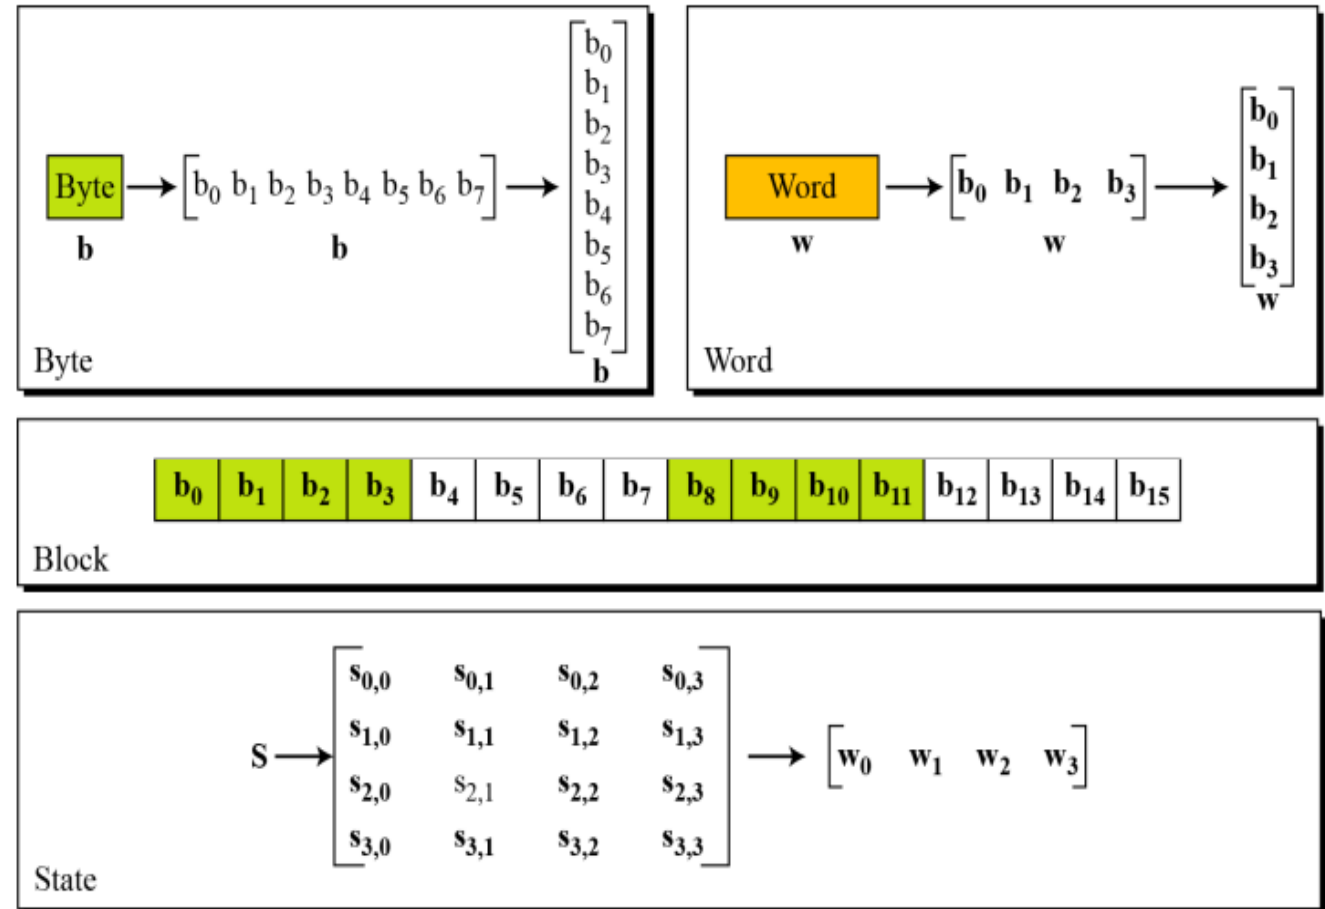 Byte → [b₀ b₁ b₂ b₃ b₄ b₅ b₆ b₇] →
b b
b₀
b₁
b₂
b₃
b₄
b₅
b₆
b₇
b
Byte
Word → [b₀ b₁ b₂ b₃] →
w w
b₀
b₁
b₂
b₃
w
Word
b₀ b₁ b₂ b₃ b₄ b₅ b₆ b₇ b₈ b₉ b₁₀ b₁₁ b₁₂ b₁₃ b₁₄ b₁₅
Block
s₀,₀ s₀,₁ s₀,₂ s₀,₃
s₁,₀ s₁,₁ s₁,₂ s₁,₃
S → → [w₀ w₁ w₂ w₃]
s₂,₀ s₂,₁ s₂,₂ s₂,₃
s₃,₀ s₃,₁ s₃,₂ s₃,₃
State